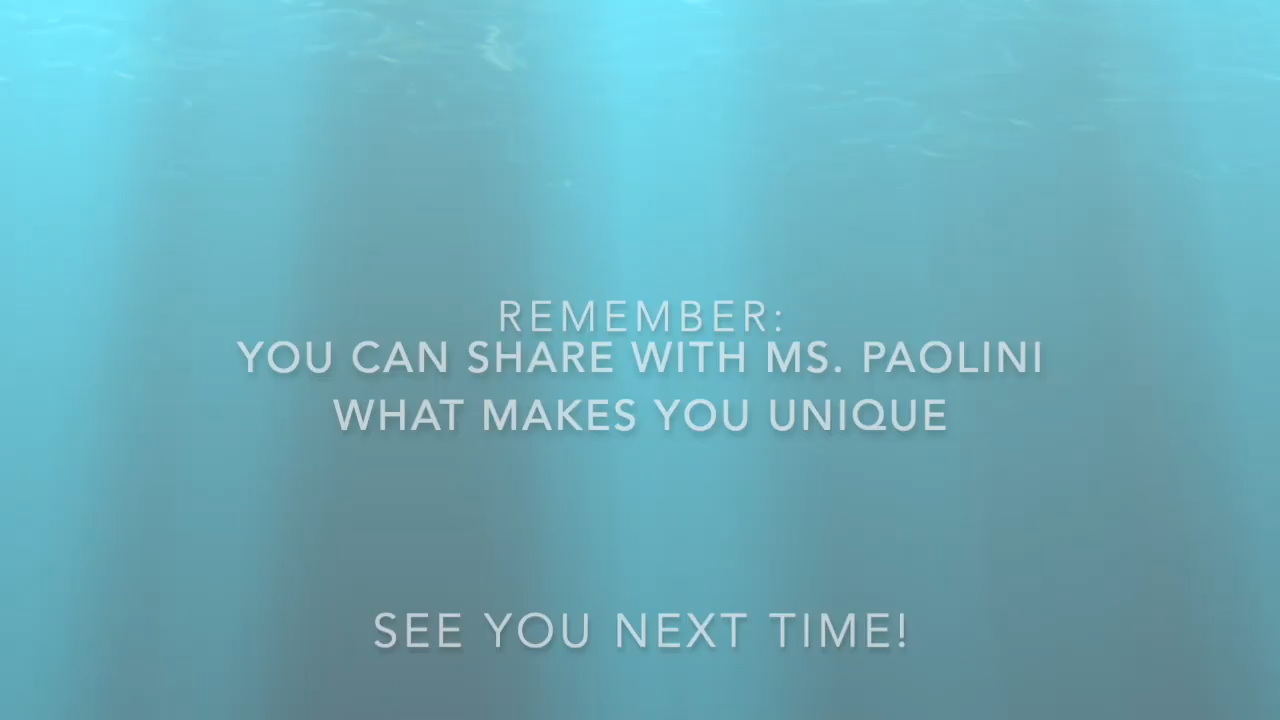 REMEMBER:
YOU CAN SHARE WITH MS. PAOLINI
WHAT MAKES YOU UNIQUE
SEE YOU NEXT TIME!